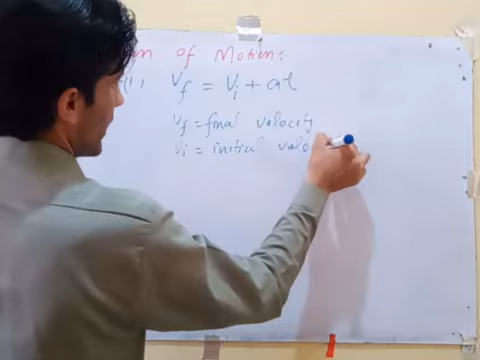 of Motion:
(1) Vf = Vi + at
Vf = final velocity
Vi = initial velo